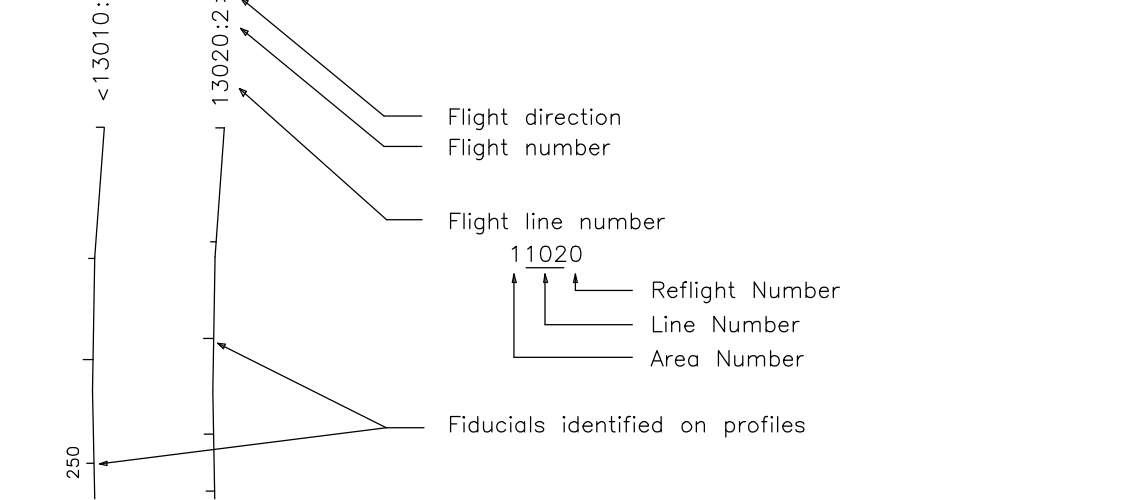 <13010:
13020:2
Flight direction
Flight number
Flight line number
11020
Reflight Number
Line Number
Area Number
Fiducials identified on profiles
250